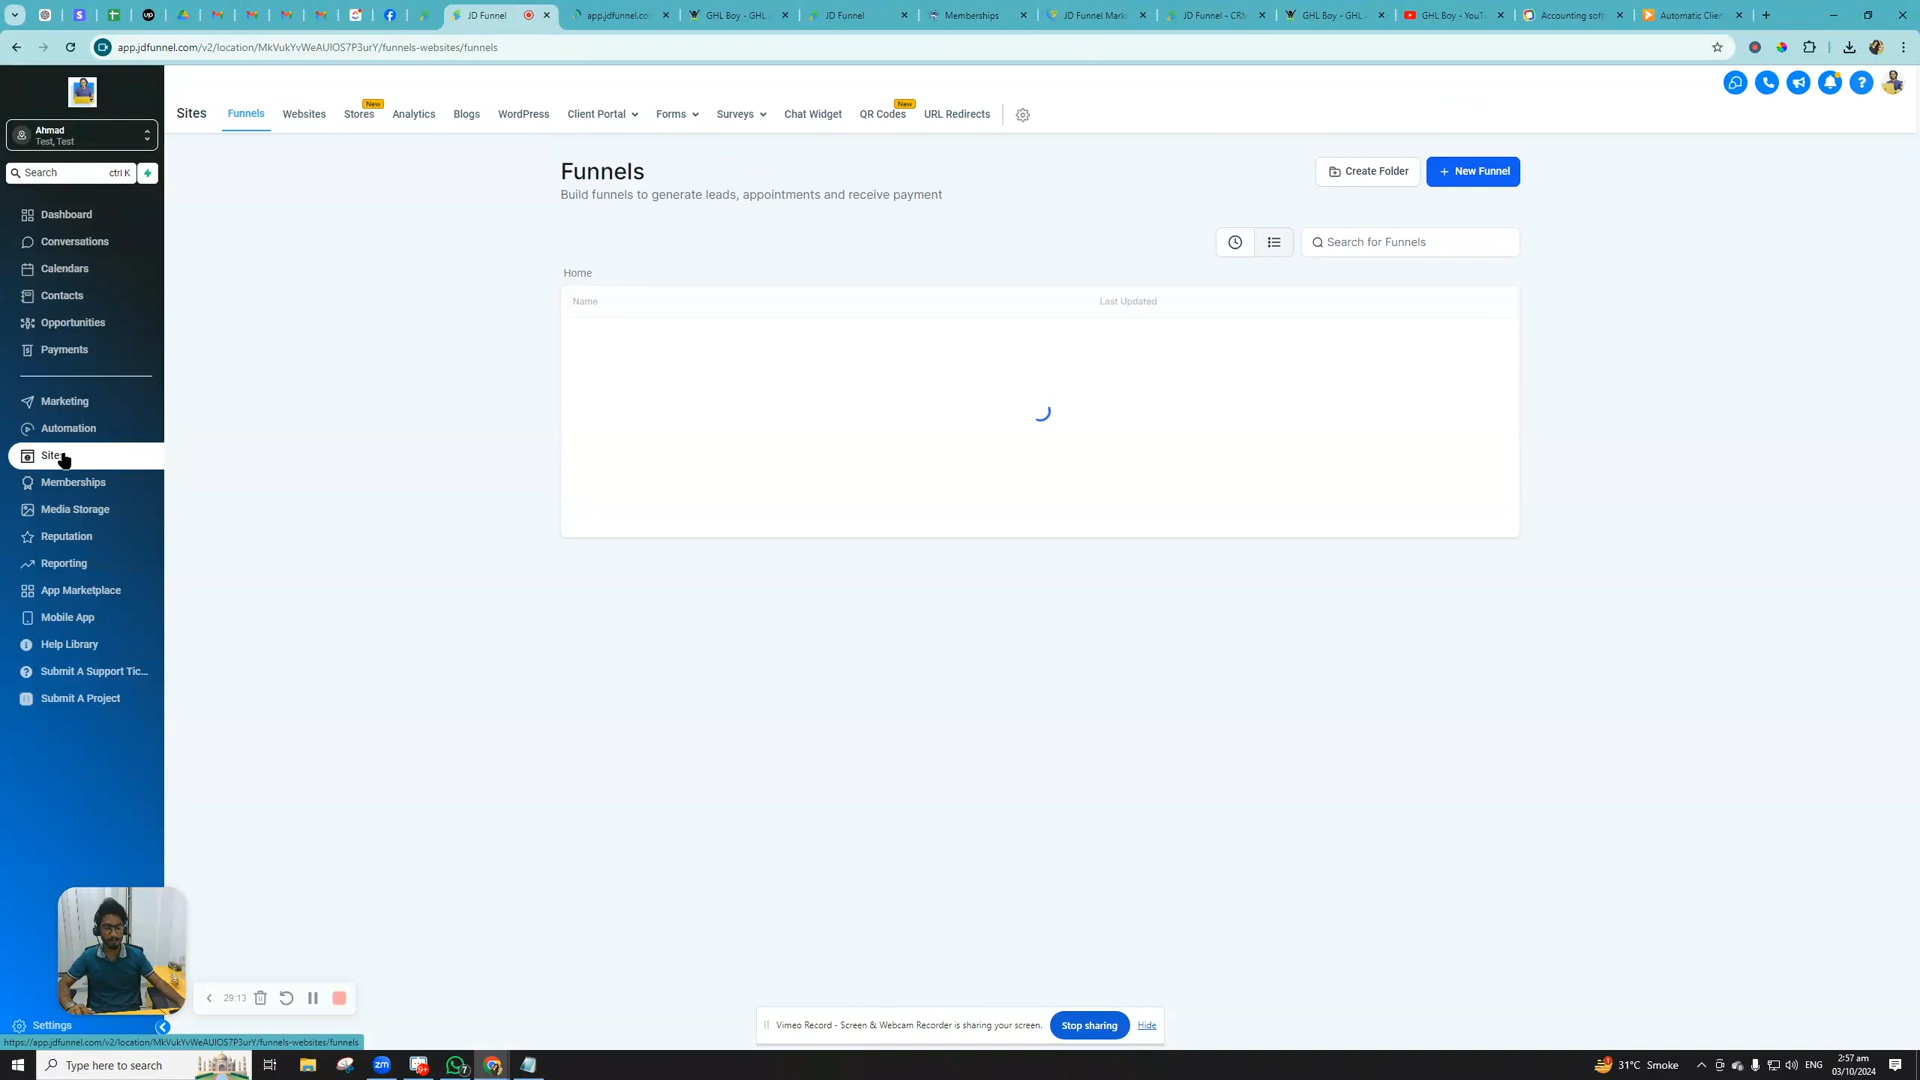 JD Funnel
app.jdfunnel.co
GHL Boy - GHL
JD Funnel
Memberships
JD Funnel Mark
JD Funnel - CRM
GHL Boy - GHL
GHL Boy - YouT
Accounting soft
Automatic Clien
app.jdfunnel.com/v2/location/MkVukYvWeAUIOS7P3urY/funnels-websites/funnels
Ahmad
Test, Test
Search ctrl K
Dashboard
Conversations
Calendars
Contacts
Opportunities
Payments
Marketing
Automation
Sites
Memberships
Media Storage
Reputation
Reporting
App Marketplace
Mobile App
Help Library
Submit A Support Tic...
Submit A Project
Settings
New New
Sites Funnels Websites Stores Analytics Blogs WordPress Client Portal Forms Surveys Chat Widget QR Codes URL Redirects
Funnels
Build funnels to generate leads, appointments and receive payment
Create Folder
+ New Funnel
Search for Funnels
Home
Name Last Updated
29:13
Vimeo Record - Screen & Webcam Recorder is sharing your screen. Stop sharing Hide
https://app.jdfunnel.com/v2/location/MkVukYvWeAUIOS7P3urY/funnels-websites/funnels
Type here to search
zm
9+
7
31°C Smoke
ENG
2:57 am
03/10/2024